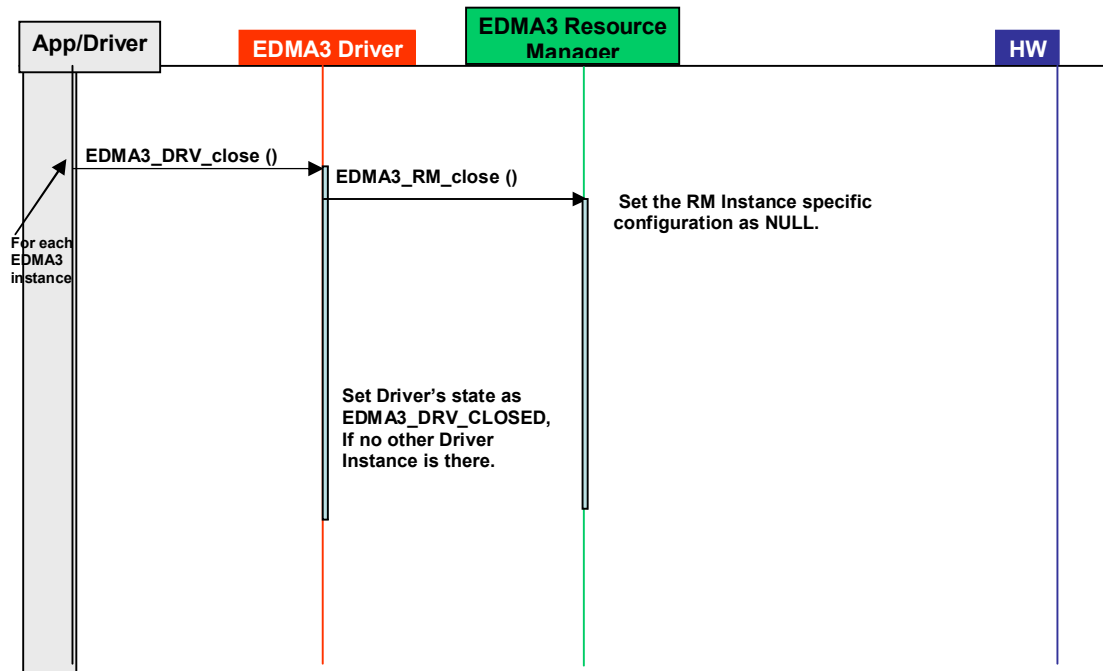 App/Driver
EDMA3 Driver
EDMA3 Resource
Manager
HW
EDMA3_DRV_close ()
EDMA3_RM_close ()
Set the RM Instance specific
configuration as NULL.
For each
EDMA3
instance
Set Driver’s state as
EDMA3_DRV_CLOSED,
If no other Driver
Instance is there.